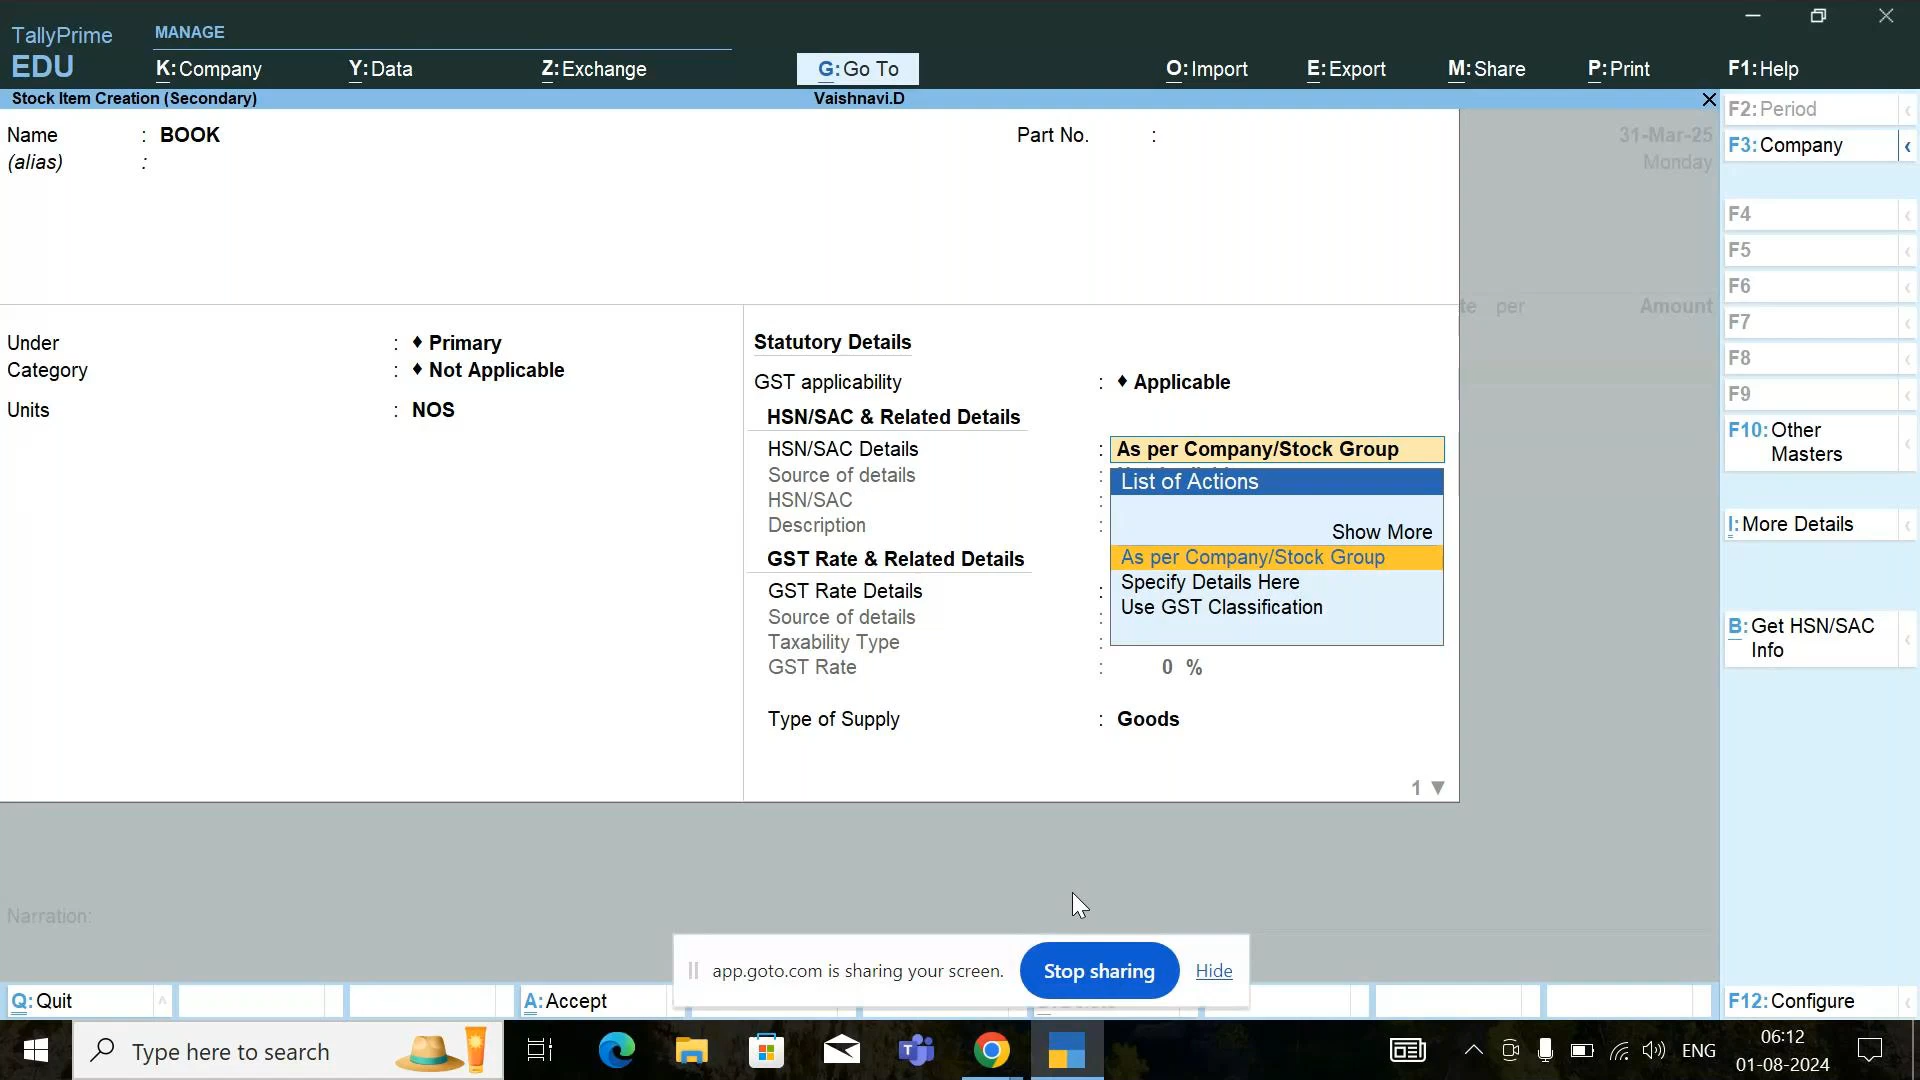 TallyPrime
EDU
MANAGE
K:Company
Y:Data
Z:Exchange
G:Go To
O:Import
E:Export
M:Share
P:Print
F1:Help
Stock Item Creation (Secondary)
Vaishnavi.D
Name : BOOK
Part No. :
(alias) :
31-Mar-25
Monday
te per Amount
Under : ♦ Primary
Category : ♦ Not Applicable
Units : NOS
Statutory Details
GST applicability : ♦ Applicable
HSN/SAC & Related Details
HSN/SAC Details : As per Company/Stock Group
Source of details :
HSN/SAC :
Description :
List of Actions
Show More
As per Company/Stock Group
Specify Details Here
Use GST Classification
GST Rate & Related Details
GST Rate Details :
Source of details :
Taxability Type :
GST Rate : 0 %
Type of Supply : Goods
1 ▼
Narration:
F2:Period
F3:Company
F4
F5
F6
F7
F8
F9
F10:Other
Masters
I:More Details
B:Get HSN/SAC
Info
F12:Configure
Q:Quit
A:Accept
app.goto.com is sharing your screen.
Stop sharing
Hide
Type here to search
ENG
06:12
01-08-2024